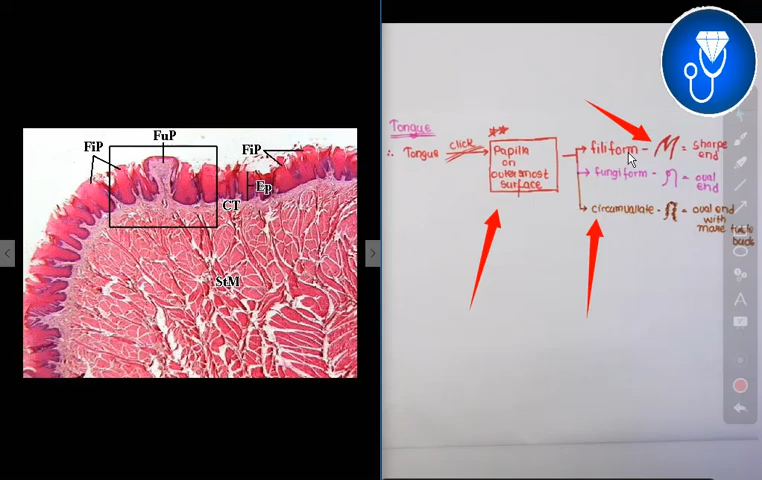 FuP
FiP
FiP
Ep
CT
StM
Tongue
∴ Tongue click
Papilla
on
outermost
surface
filiform - = sharpe
end
fungiform - = oval
end
circumvallate - = oval end
with
more taste
buds